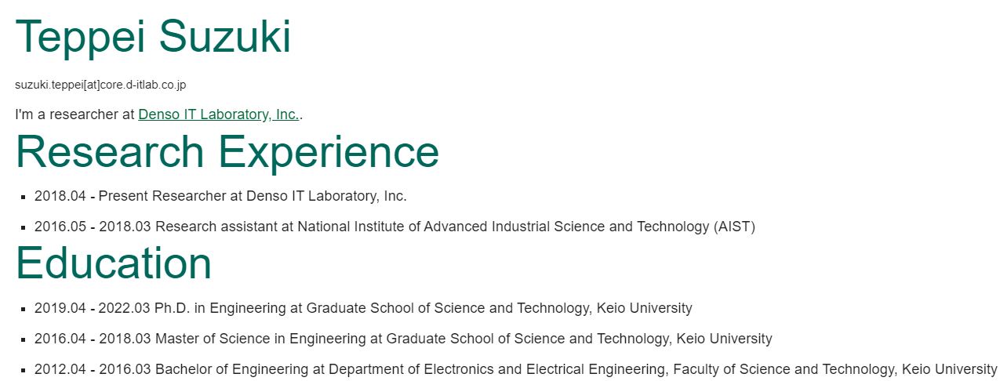 Teppei Suzuki
suzuki.teppei[at]core.d-itlab.co.jp
I'm a researcher at Denso IT Laboratory, Inc..
Research Experience
▪ 2018.04 - Present Researcher at Denso IT Laboratory, Inc.
▪ 2016.05 - 2018.03 Research assistant at National Institute of Advanced Industrial Science and Technology (AIST)
Education
▪ 2019.04 - 2022.03 Ph.D. in Engineering at Graduate School of Science and Technology, Keio University
▪ 2016.04 - 2018.03 Master of Science in Engineering at Graduate School of Science and Technology, Keio University
▪ 2012.04 - 2016.03 Bachelor of Engineering at Department of Electronics and Electrical Engineering, Faculty of Science and Technology, Keio University